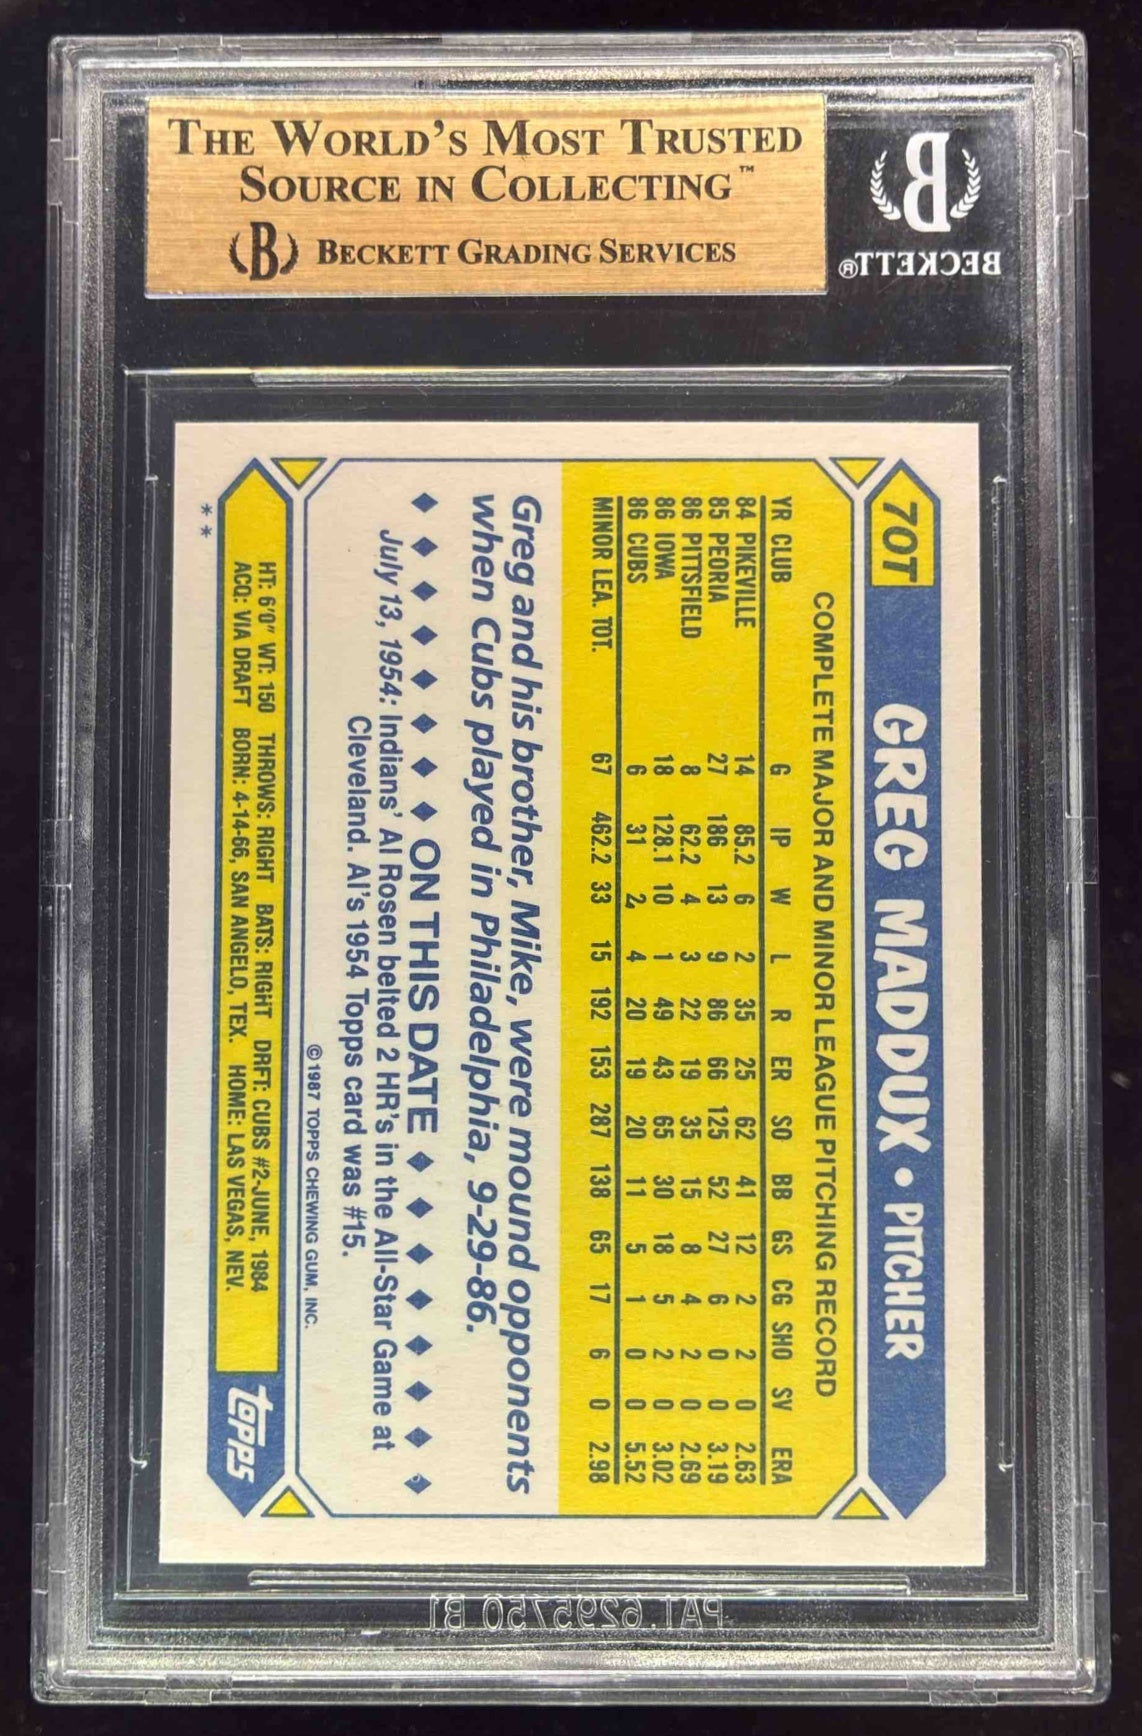 THE WORLD'S MOST TRUSTED
SOURCE IN COLLECTING™
B BECKETT GRADING SERVICES
B
BECKETT®
70T GREG MADDUX • PITCHER
COMPLETE MAJOR AND MINOR LEAGUE PITCHING RECORD
YR CLUB G IP W L R ER SO BB GS CG SHO SV ERA
84 PIKEVILLE 14 85.2 6 2 35 25 62 41 12 2 2 0 2.63
85 PEORIA 27 186 13 9 86 66 125 52 27 6 0 0 3.19
86 PITTSFIELD 8 62.2 4 3 22 19 35 15 8 4 2 0 2.69
86 IOWA 18 128.1 10 1 49 43 65 30 18 5 2 0 3.02
86 CUBS 6 31 2 4 20 19 20 11 5 1 0 0 5.52
MINOR LEA. TOT. 67 462.2 33 15 192 153 287 138 65 17 6 0 2.98
Greg and his brother, Mike, were mound opponents
when Cubs played in Philadelphia, 9-29-86.
ON THIS DATE
July 13, 1954: Indians' Al Rosen belted 2 HR's in the All-Star Game at
Cleveland. Al's 1954 Topps card was #15.
© 1987 TOPPS CHEWING GUM, INC.
HT: 6'0" WT: 150 THROWS: RIGHT BATS: RIGHT DRFT: CUBS #2-JUNE, 1984
ACQ: VIA DRAFT BORN: 4-14-66, SAN ANGELO, TEX. HOME: LAS VEGAS, NEV.
topps
* *
PAT.6295750 B1